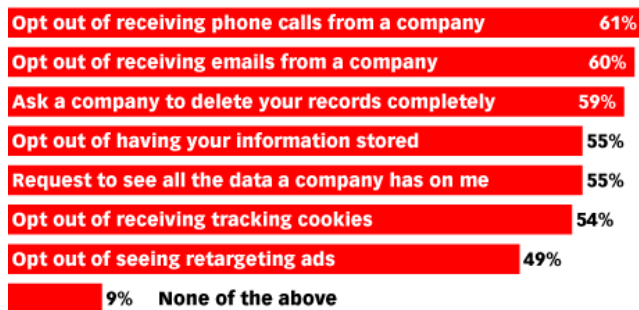 Opt out of receiving phone calls from a company 61%
Opt out of receiving emails from a company 60%
Ask a company to delete your records completely 59%
Opt out of having your information stored 55%
Request to see all the data a company has on me 55%
Opt out of receiving tracking cookies 54%
Opt out of seeing retargeting ads 49%
9% None of the above